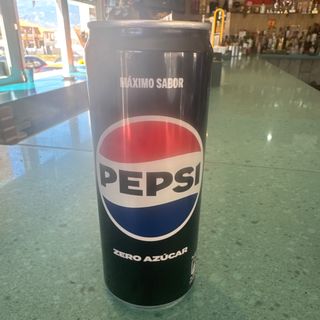 MÁXIMO SABOR
PEPSI
ZERO AZÚCAR